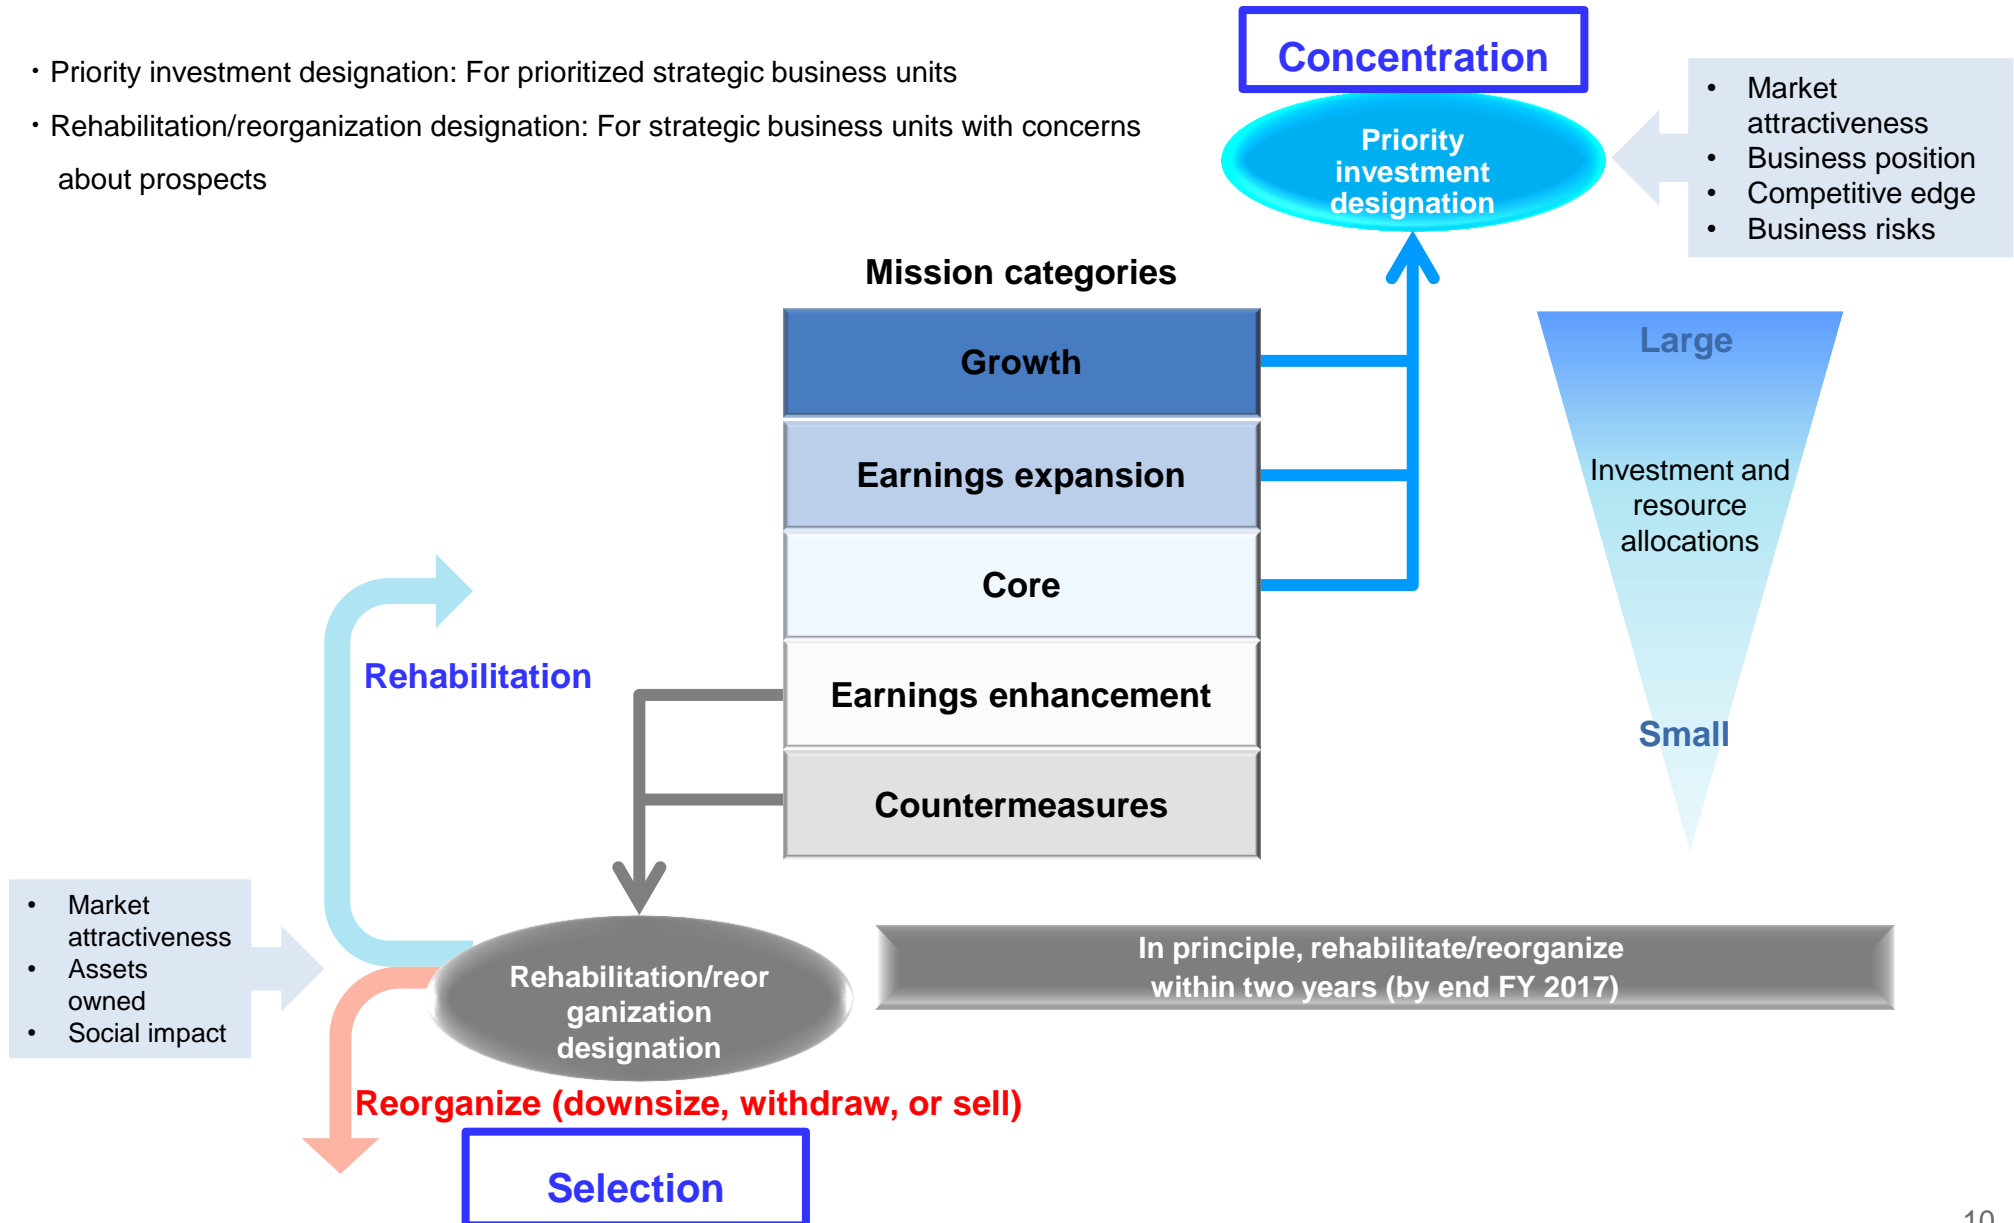 ・Priority investment designation: For prioritized strategic business units
・Rehabilitation/reorganization designation: For strategic business units with concerns
about prospects
Concentration
Priority
investment
designation
• Market
attractiveness
• Business position
• Competitive edge
• Business risks
Mission categories
Growth
Earnings expansion
Core
Earnings enhancement
Countermeasures
Large
Investment and
resource
allocations
Small
Rehabilitation
• Market
attractiveness
• Assets
owned
• Social impact
Rehabilitation/reor
ganization
designation
In principle, rehabilitate/reorganize
within two years (by end FY 2017)
Reorganize (downsize, withdraw, or sell)
Selection
10